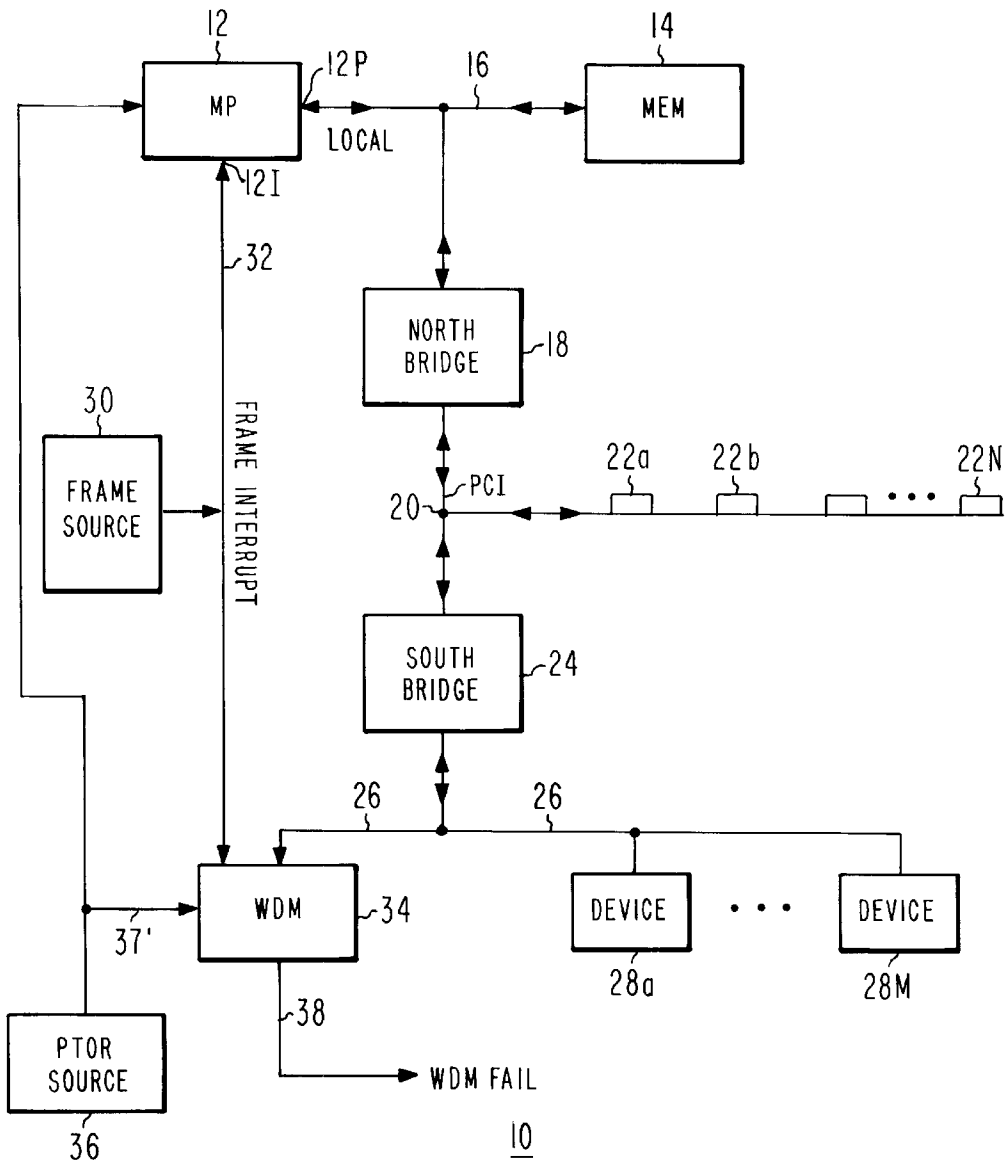 12
12P
16
14
MP
LOCAL
MEM
12I
32
NORTH
BRIDGE
18
30
FRAME
SOURCE
FRAME INTERRUPT
PCI
20
22a
22b
• • •
22N
SOUTH
BRIDGE
24
26
26
WDM
34
37'
DEVICE
• • •
DEVICE
28a
28M
38
PTOR
SOURCE
36
WDM FAIL
10